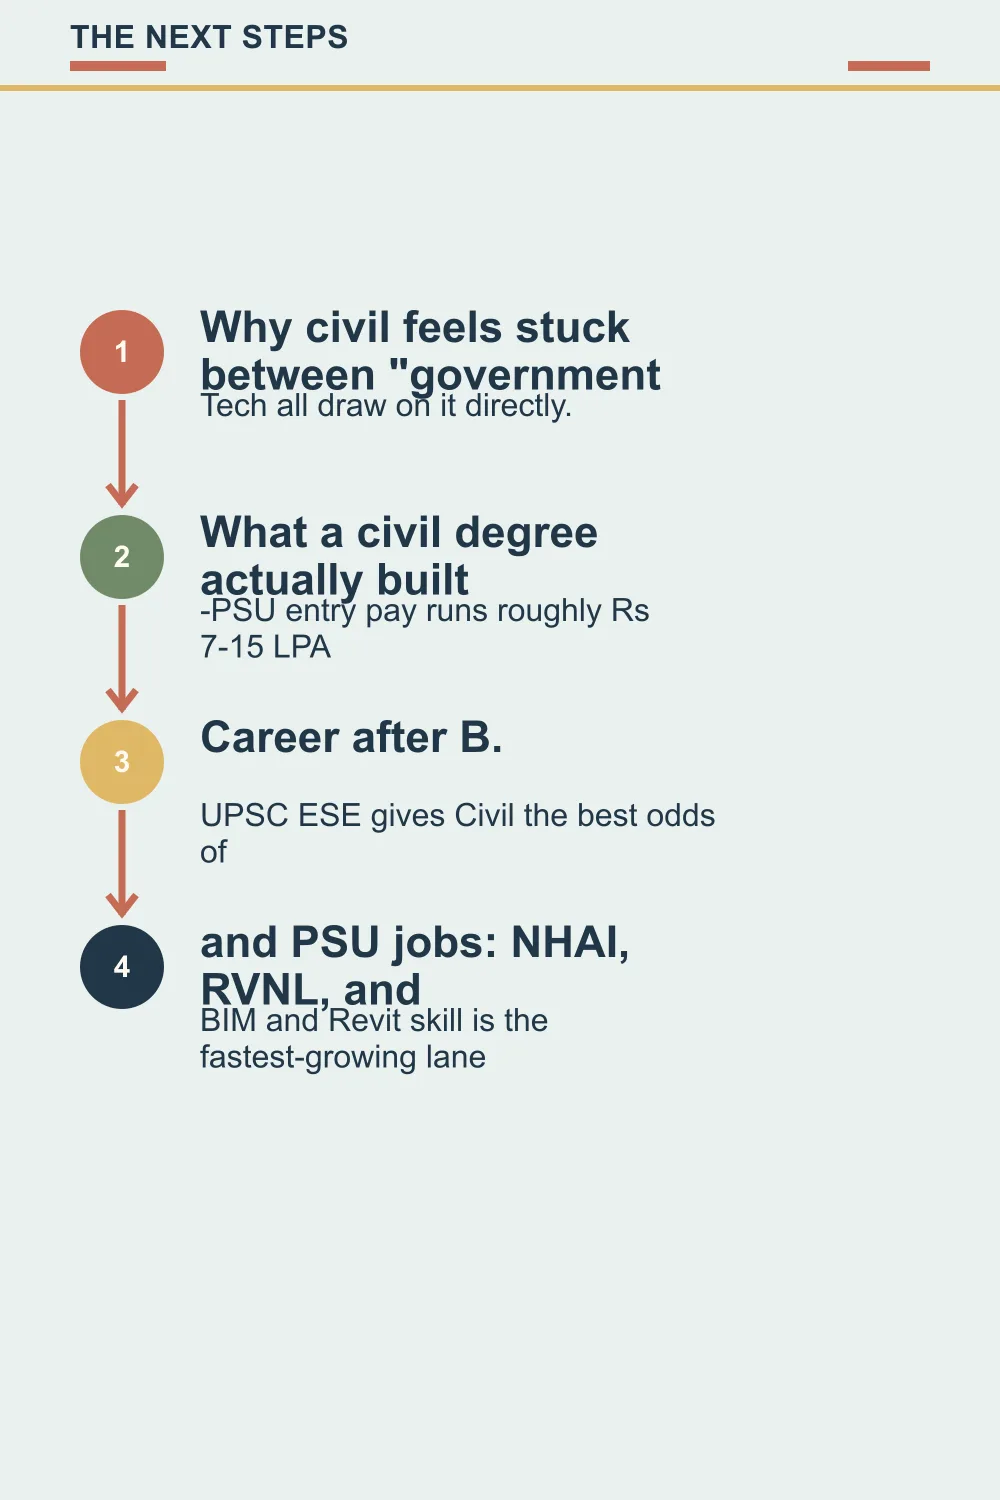 THE NEXT STEPS
1
Why civil feels stuck
between "government
Tech all draw on it directly.
2
What a civil degree
actually built
-PSU entry pay runs roughly Rs
7-15 LPA
3
Career after B.
UPSC ESE gives Civil the best odds
of
4
and PSU jobs: NHAI,
RVNL, and
BIM and Revit skill is the
fastest-growing lane